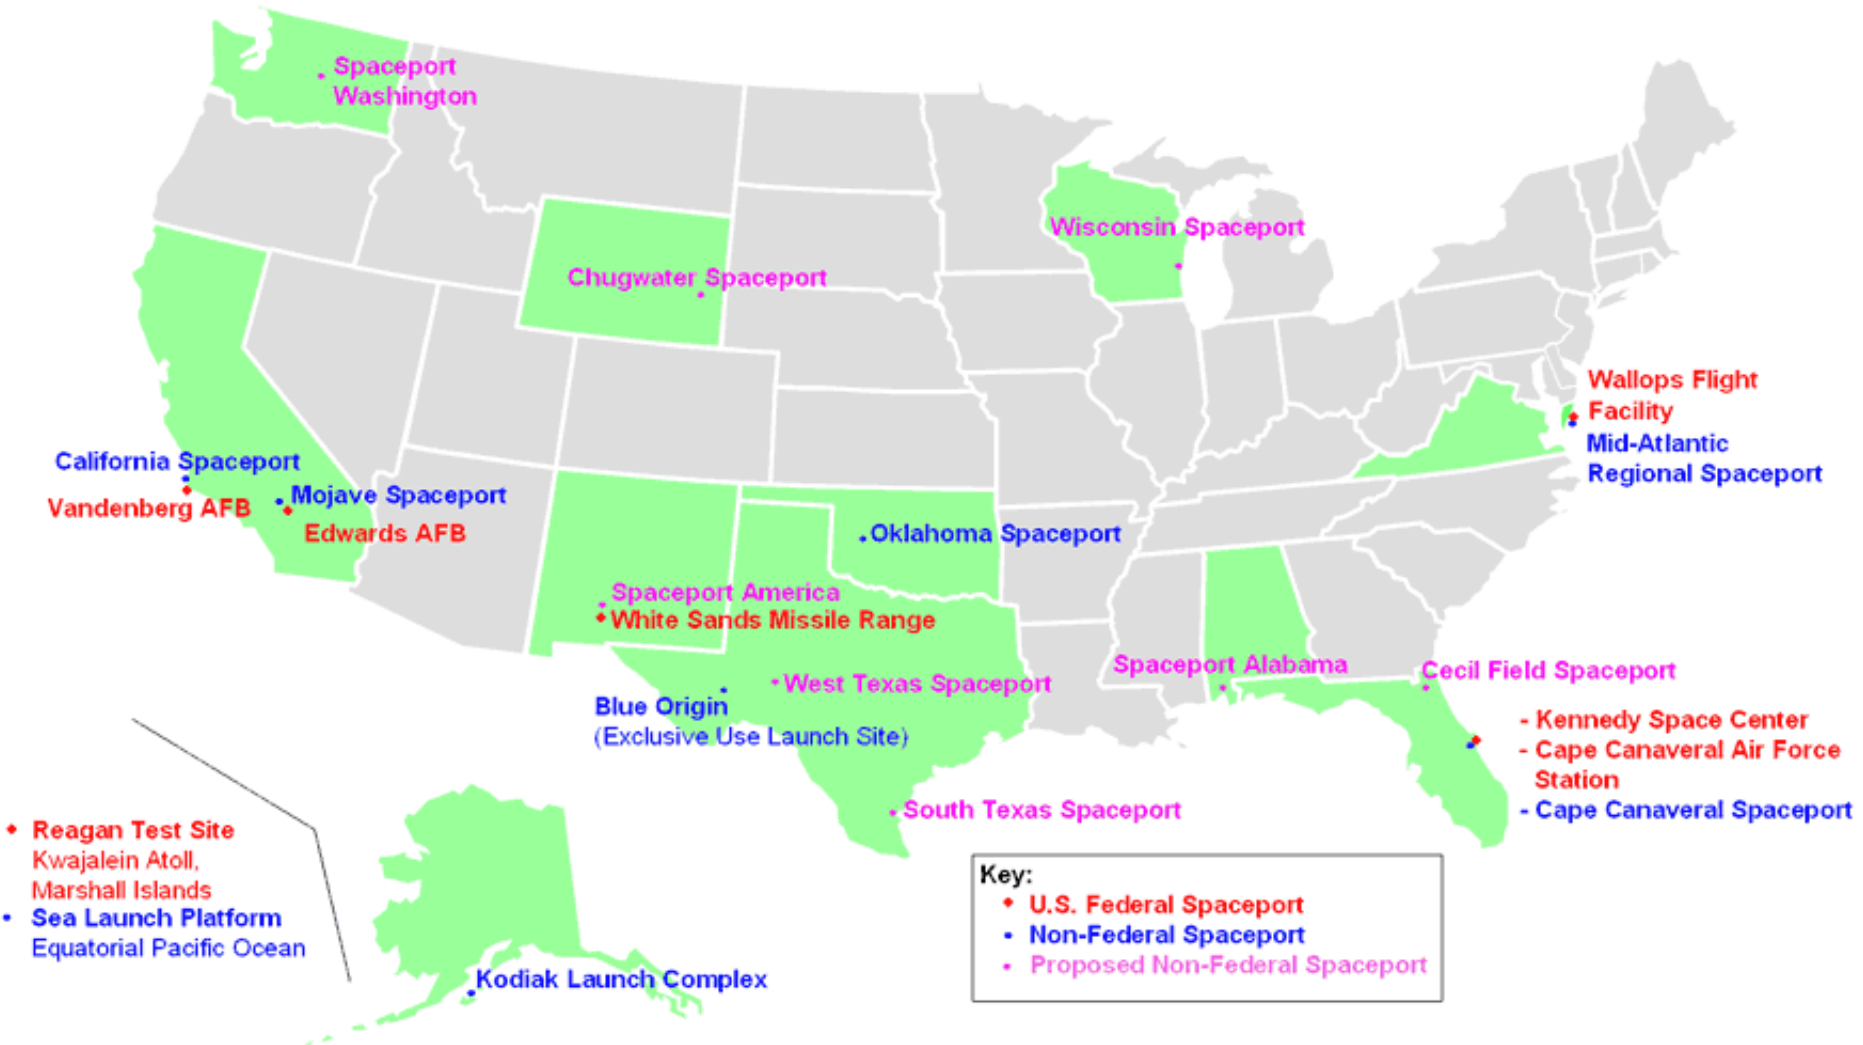 Spaceport
Washington
Wisconsin Spaceport
Chugwater Spaceport
Wallops Flight
Facility
Mid-Atlantic
Regional Spaceport
California Spaceport
Vandenberg AFB
Mojave Spaceport
Edwards AFB
Oklahoma Spaceport
Spaceport America
White Sands Missile Range
West Texas Spaceport
Blue Origin
(Exclusive Use Launch Site)
South Texas Spaceport
Spaceport Alabama
Cecil Field Spaceport
- Kennedy Space Center
- Cape Canaveral Air Force
Station
- Cape Canaveral Spaceport
Reagan Test Site
Kwajalein Atoll,
Marshall Islands
Sea Launch Platform
Equatorial Pacific Ocean
Kodiak Launch Complex
Key:
U.S. Federal Spaceport
Non-Federal Spaceport
Proposed Non-Federal Spaceport